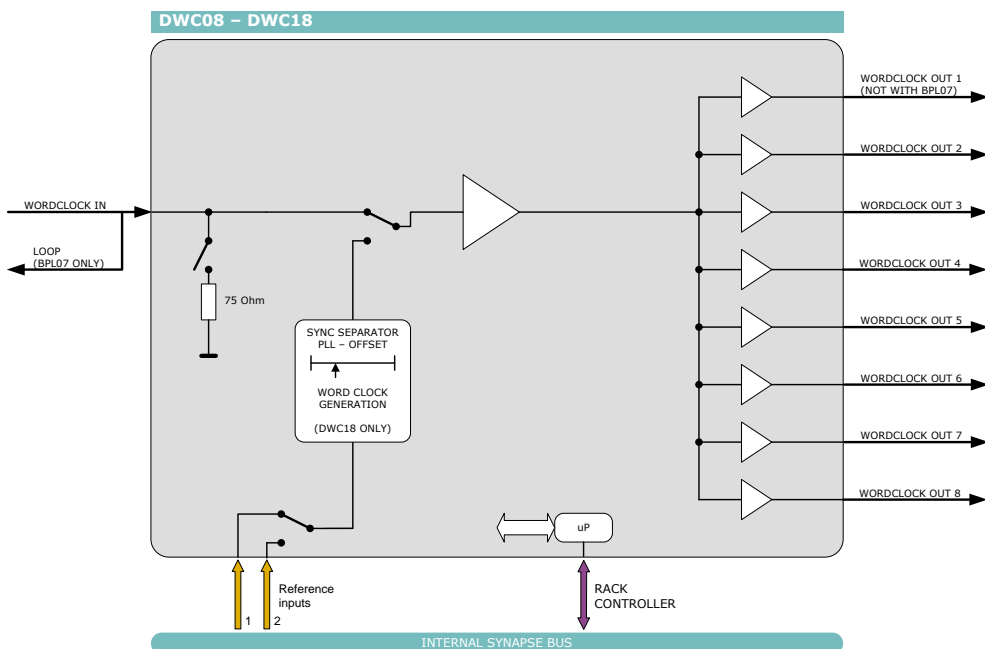 DWC08 – DWC18
WORDCLOCK OUT 1
(NOT WITH BPL07)
WORDCLOCK OUT 2
WORDCLOCK IN
WORDCLOCK OUT 3
LOOP
(BPL07 ONLY)
WORDCLOCK OUT 4
75 Ohm
WORDCLOCK OUT 5
SYNC SEPARATOR
PLL – OFFSET
WORD CLOCK
GENERATION
(DWC18 ONLY)
WORDCLOCK OUT 6
WORDCLOCK OUT 7
WORDCLOCK OUT 8
uP
Reference
inputs
1 2
RACK
CONTROLLER
INTERNAL SYNAPSE BUS